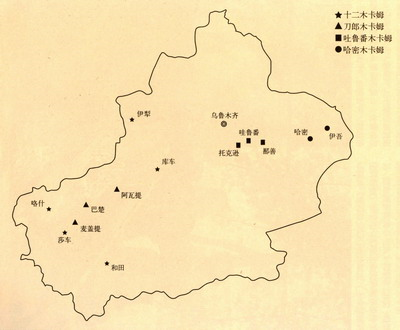 十二木卡姆
刀郎木卡姆
吐鲁番木卡姆
哈密木卡姆
伊犁
乌鲁木齐
吐鲁番
哈密
伊吾
托克逊
鄯善
库车
阿瓦提
喀什
巴楚
麦盖提
莎车
和田